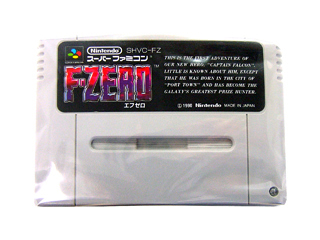 Nintendo SHVC-FZ
スーパーファミコン
F-ZERO™
エフゼロ
THIS IS THE FIRST ADVENTURE OF
OUR NEW HERO, "CAPTAIN FALCON".
LITTLE IS KNOWN ABOUT HIM, EXCEPT
THAT HE WAS BORN IN THE CITY OF
"PORT TOWN" AND HAS BECOME THE
GALAXY'S GREATEST PRIZE HUNTER.
© 1990 Nintendo MADE IN JAPAN